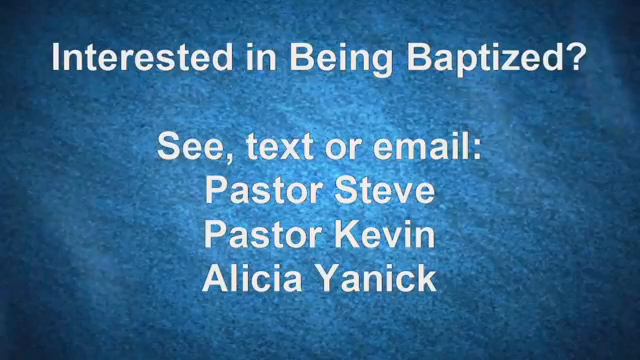 Interested in Being Baptized?
See, text or email:
Pastor Steve
Pastor Kevin
Alicia Yanick